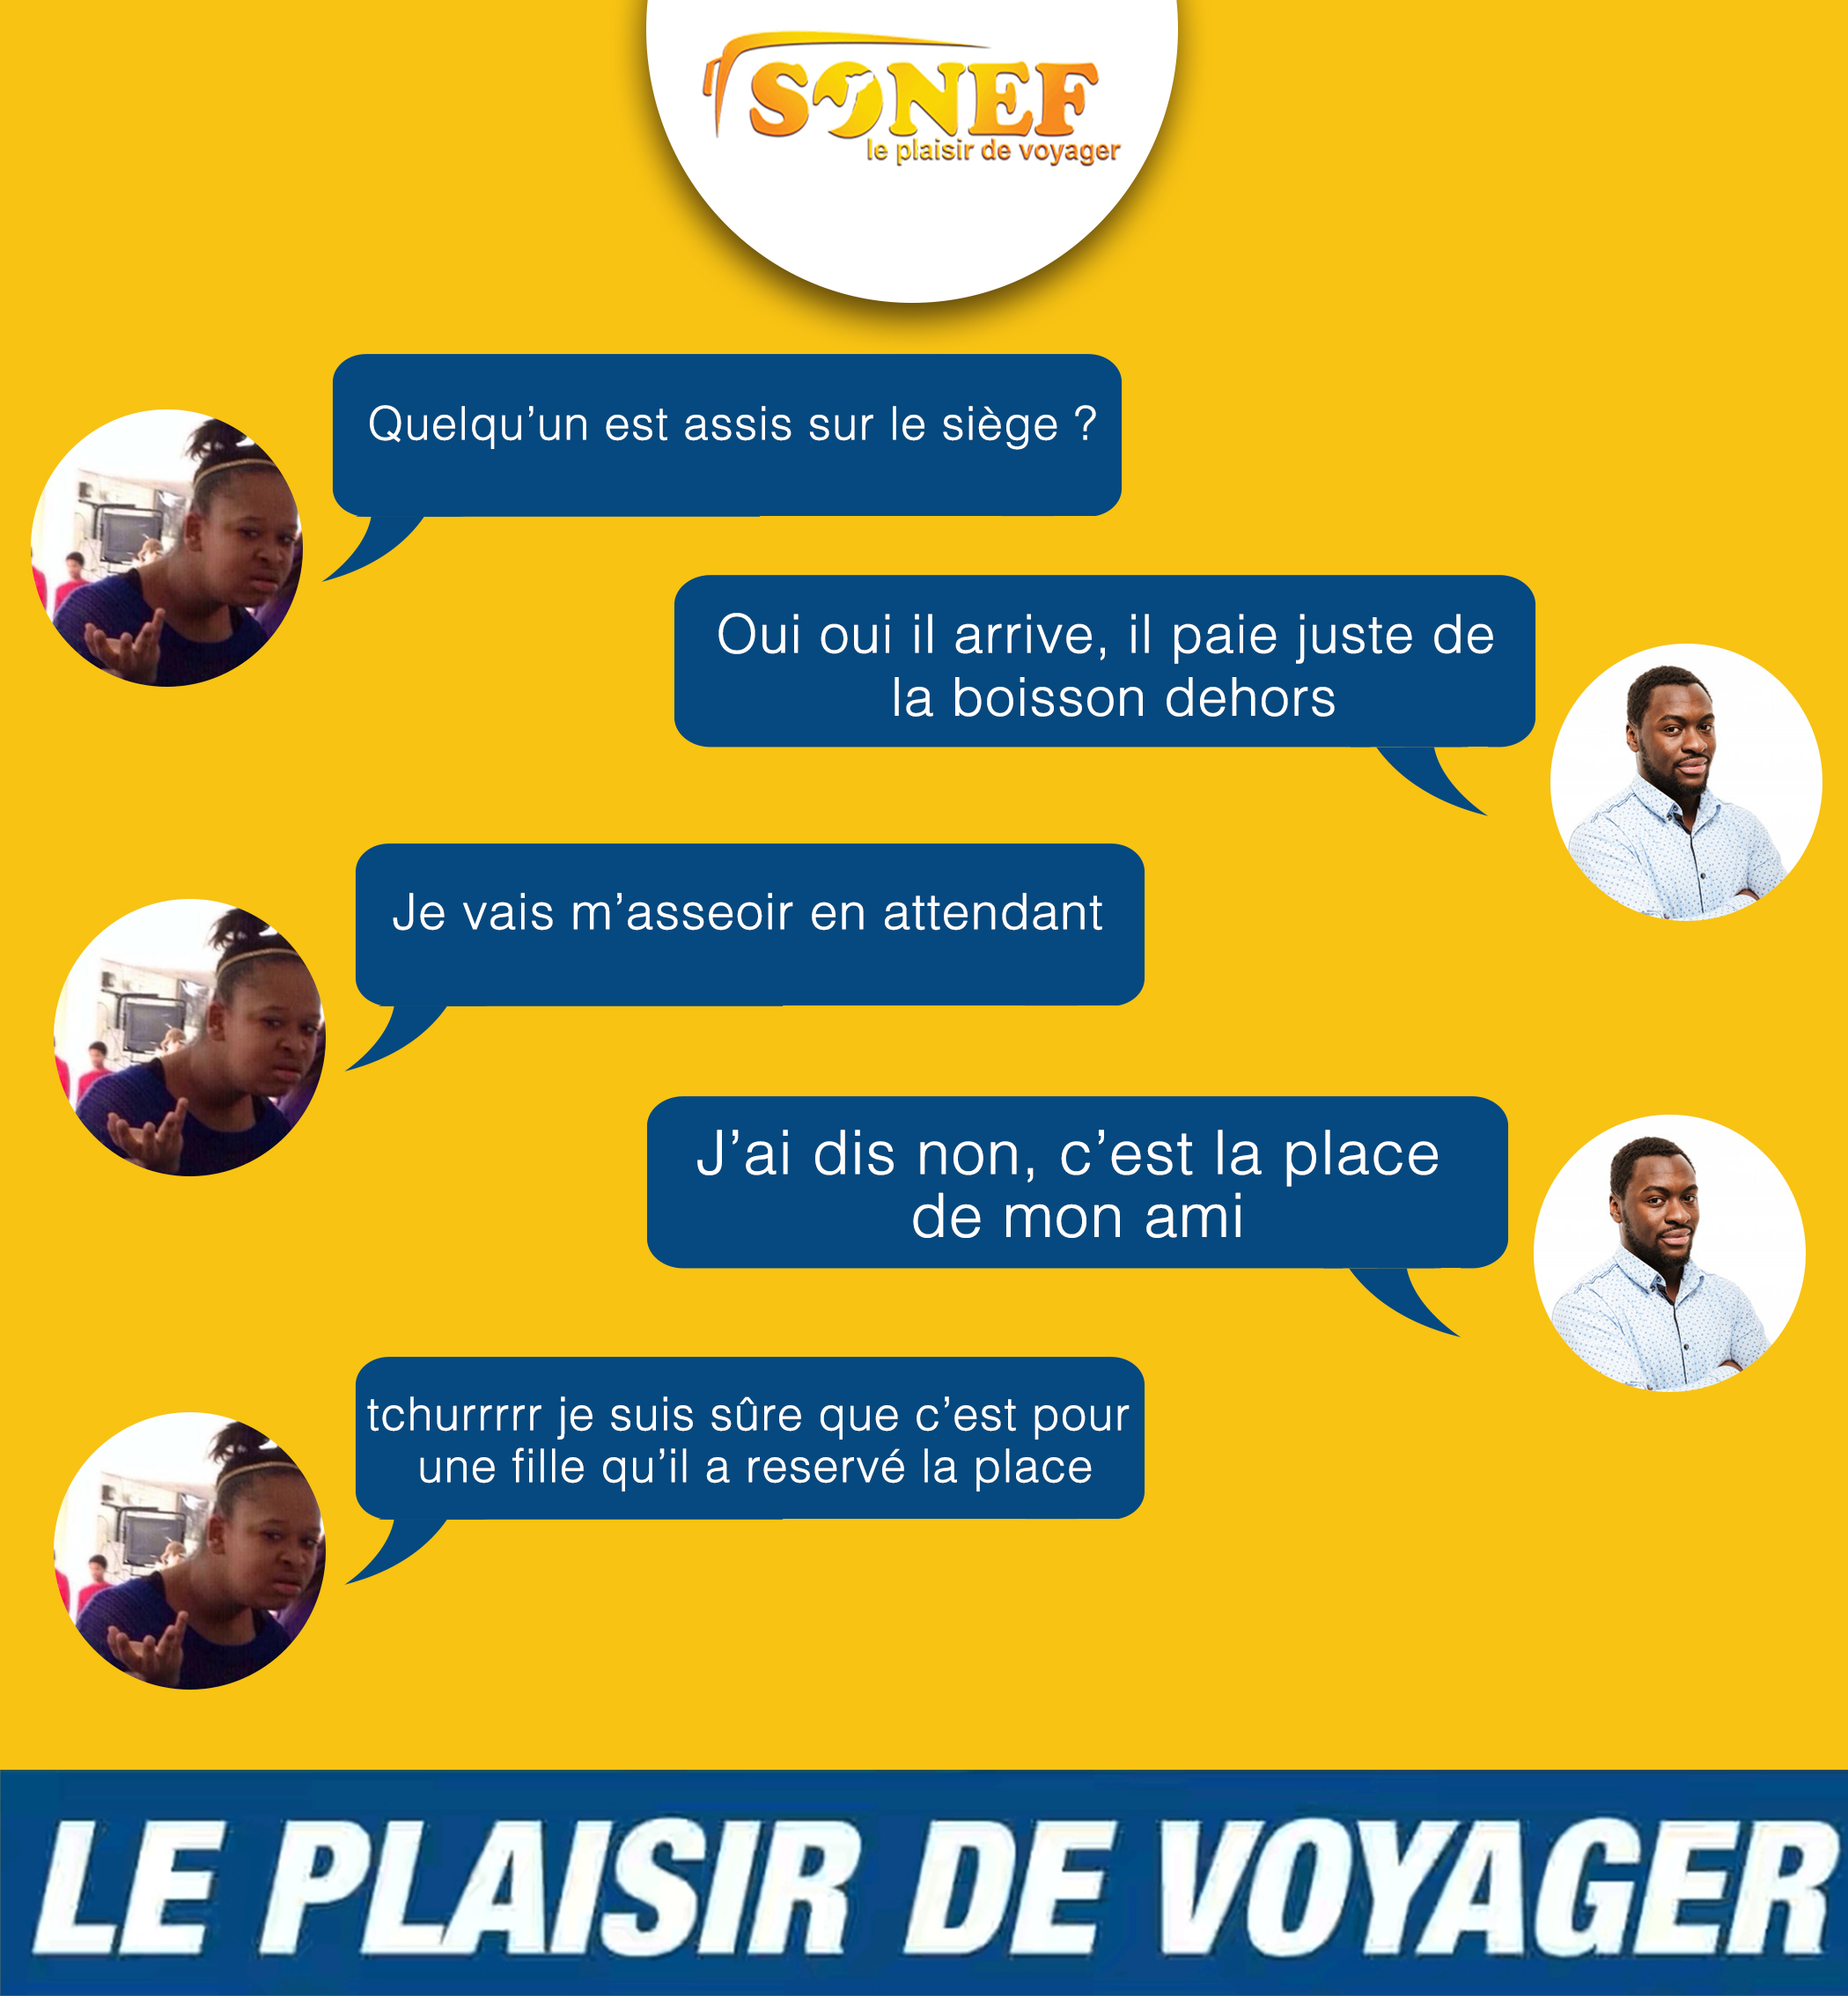 SONEF
le plaisir de voyager
Quelqu’un est assis sur le siège ?
Oui oui il arrive, il paie juste de
la boisson dehors
Je vais m’asseoir en attendant
J’ai dis non, c’est la place
de mon ami
tchurrrrr je suis sûre que c’est pour
une fille qu’il a reservé la place
LE PLAISIR DE VOYAGER